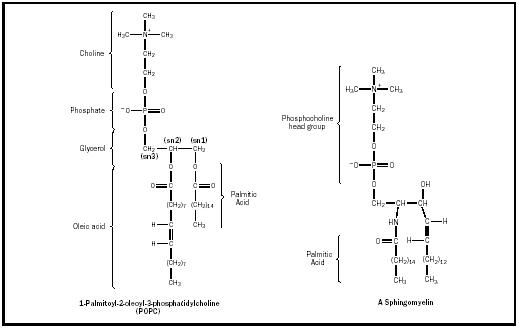 CH3
H3C—N+—CH3
Choline
CH2
CH2
O
Phosphate
−O—P=O
O
(sn2) (sn1)
Glycerol
CH2—CH—CH2
(sn3)
O O
O=C C=O
(CH2)7 (CH2)14
Palmitic
Acid
CH3
Oleic acid
H—C
H—C
(CH2)7
CH3
1-Palmitoyl-2-oleoyl-3-phosphatidylcholine
(POPC)
CH3
H3C—N+—CH3
CH2
Phosphocholine
head group
CH2
O
−O—P=O
O
OH
CH2—CH—CH
HN C—H
Palmitic
Acid
O=C H—C
(CH2)14 (CH2)12
CH3 CH3
A Sphingomyelin